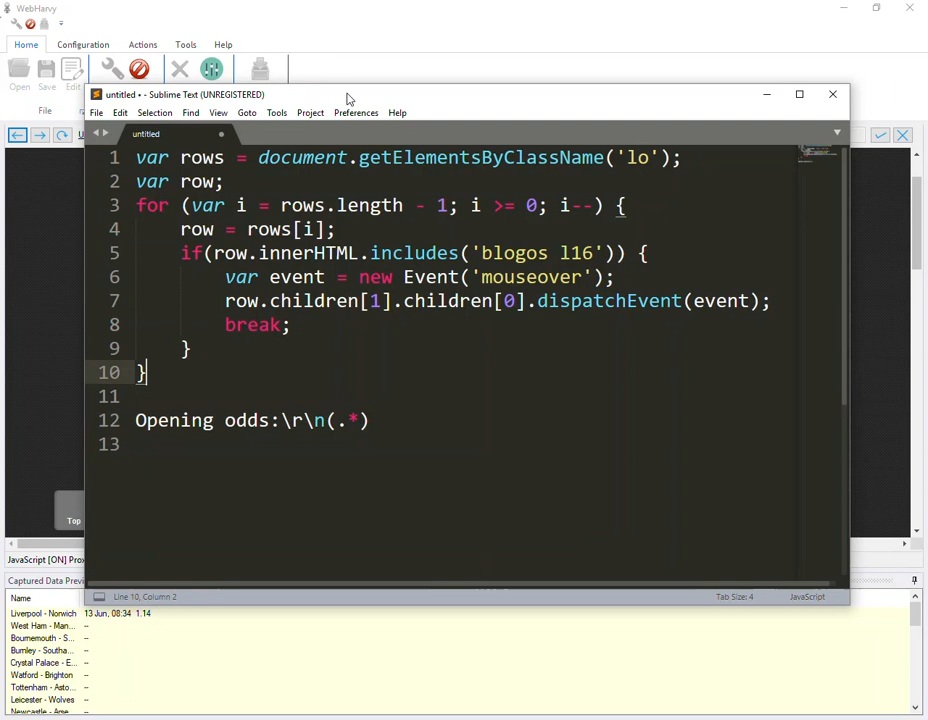 WebHarvy
Home Configuration Actions Tools Help
Open Save Edit
File
untitled • - Sublime Text (UNREGISTERED)
File Edit Selection Find View Goto Tools Project Preferences Help
untitled
1 var rows = document.getElementsByClassName('lo');
2 var row;
3 for (var i = rows.length - 1; i >= 0; i--) {
4 row = rows[i];
5 if(row.innerHTML.includes('blogos l16')) {
6 var event = new Event('mouseover');
7 row.children[1].children[0].dispatchEvent(event);
8 break;
9 }
10 }
11
12 Opening odds:\r\n(.*)
13
Top
JavaScript [ON] Prox
Captured Data Previ
Line 10, Column 2 Tab Size: 4 JavaScript
Name
Liverpool - Norwich 13 Jun, 08:34 1.14
West Ham - Man... --
Bournemouth - S... --
Burnley - Southa... --
Crystal Palace - E... --
Watford - Brighton --
Tottenham - Asto... --
Leicester - Wolves --
Newcastle - Arse... --